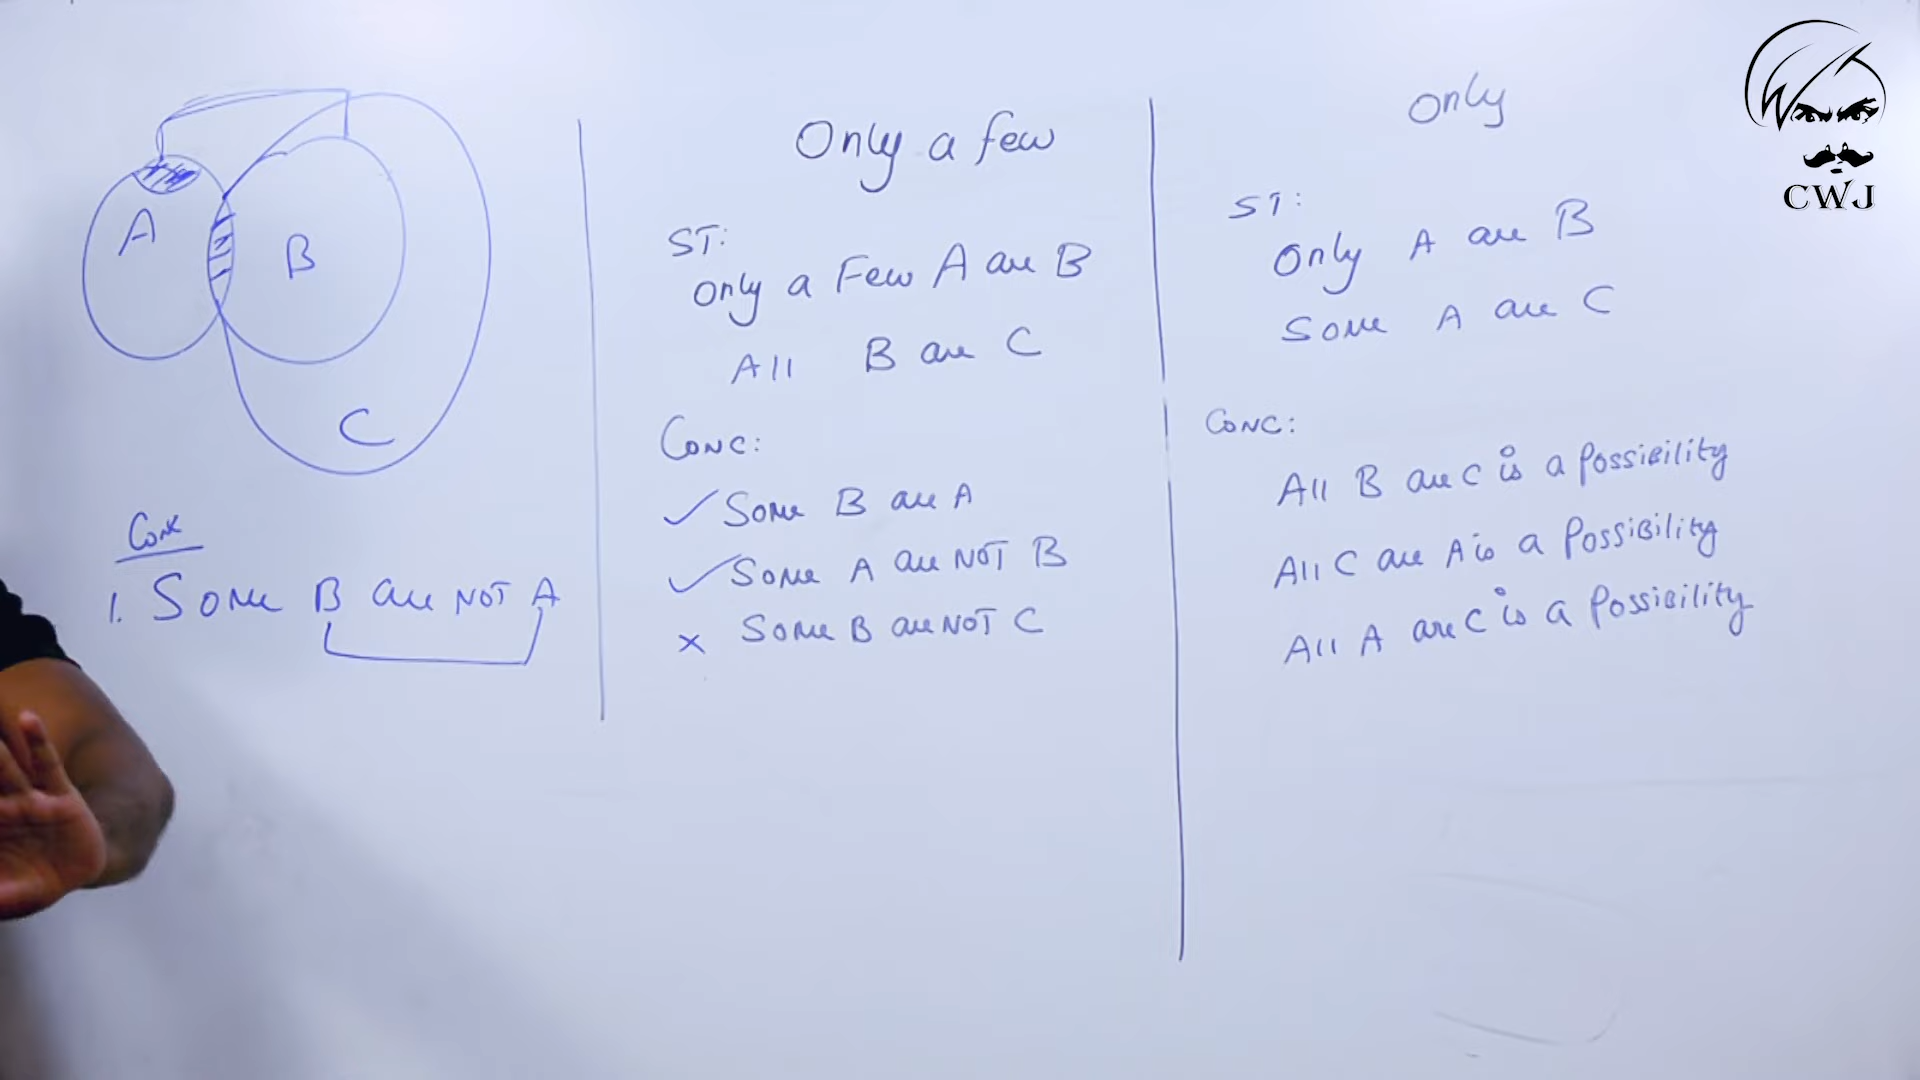 A
B
C
Conc
1. Some B are NOT A
Only a few
ST:
Only a Few A are B
All B are C
Conc:
✓ Some B are A
✓ Some A are NOT B
× Some B are NOT C
Only
ST:
Only A are B
Some A are C
Conc:
All B are C is a Possibility
All C are A is a Possibility
All A are C is a Possibility
CWJ